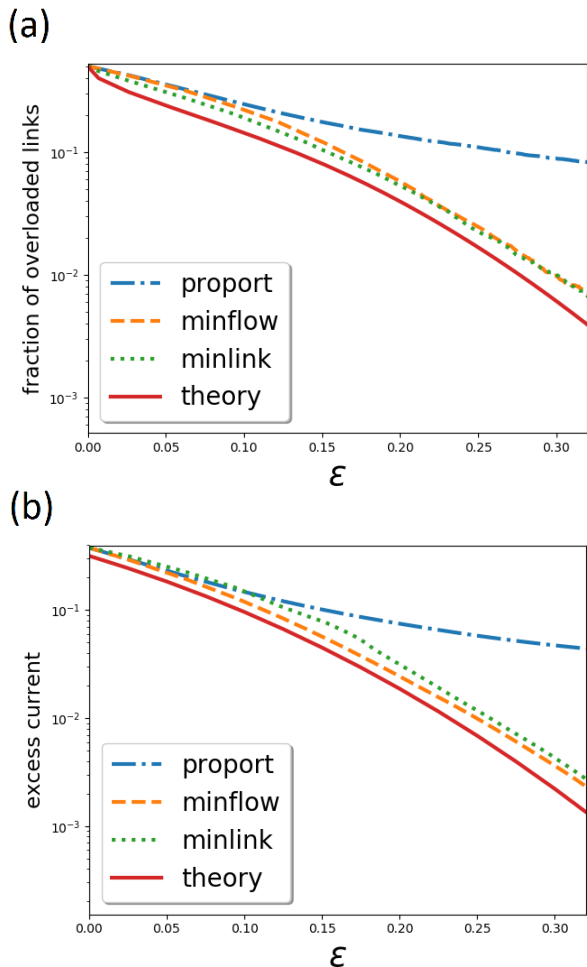 (a)
fraction of overloaded links
10⁻¹
10⁻²
10⁻³
proport
minflow
minlink
theory
0.00 0.05 0.10 0.15 0.20 0.25 0.30
ε
(b)
excess current
10⁻¹
10⁻²
10⁻³
proport
minflow
minlink
theory
0.00 0.05 0.10 0.15 0.20 0.25 0.30
ε